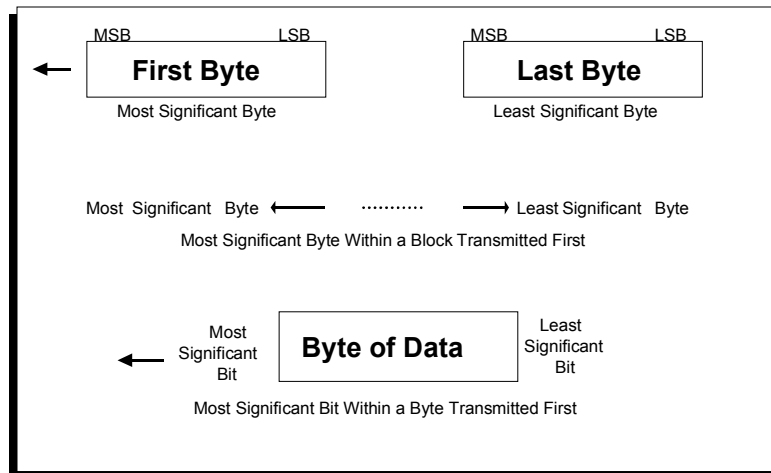 MSB LSB MSB LSB
First Byte Last Byte
Most Significant Byte Least Significant Byte
Most Significant Byte ·········· Least Significant Byte
Most Significant Byte Within a Block Transmitted First
Most
Significant
Bit
Byte of Data
Least
Significant
Bit
Most Significant Bit Within a Byte Transmitted First